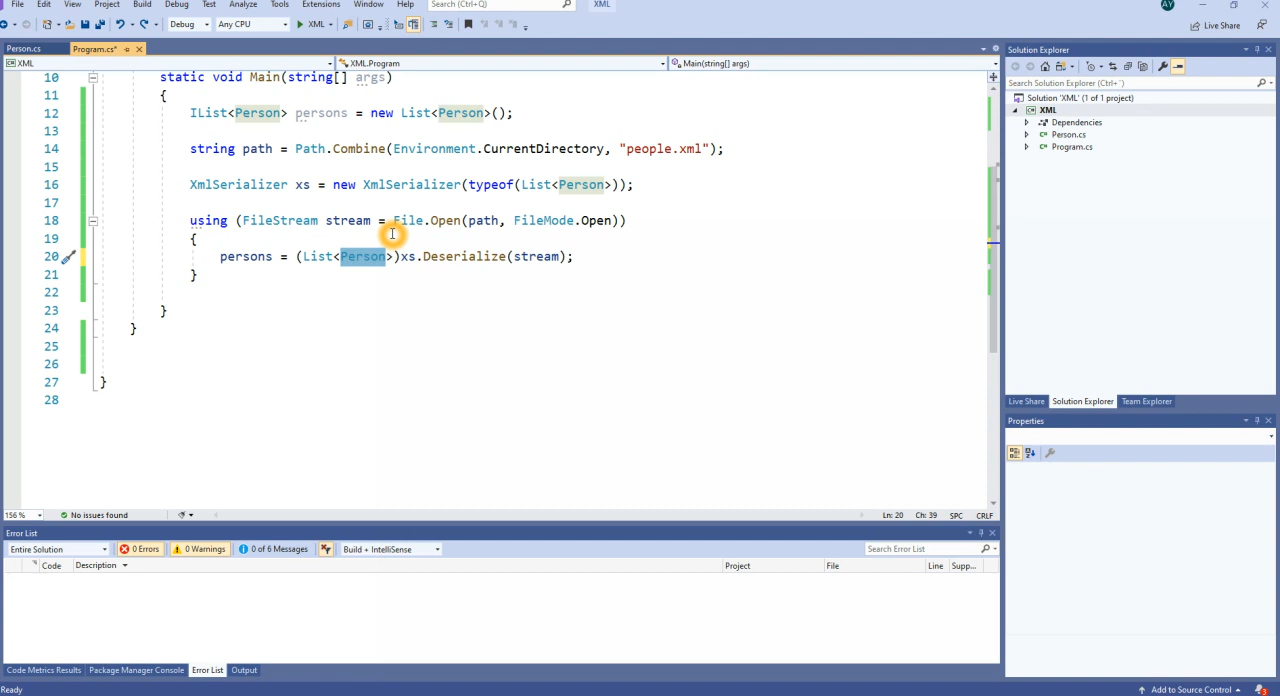 File Edit View Project Build Debug Test Analyze Tools Extensions Window Help Search (Ctrl+Q) XML AY
Debug Any CPU XML Live Share
Person.cs Program.cs*
XML XML.Program Main(string[] args)
10 static void Main(string[] args)
11 {
12 IList<Person> persons = new List<Person>();
13
14 string path = Path.Combine(Environment.CurrentDirectory, "people.xml");
15
16 XmlSerializer xs = new XmlSerializer(typeof(List<Person>));
17
18 using (FileStream stream = File.Open(path, FileMode.Open))
19 {
20 persons = (List<Person>)xs.Deserialize(stream);
21 }
22
23 }
24 }
25
26
27 }
28
156 % No issues found Ln: 20 Ch: 39 SPC CRLF
Error List
Entire Solution 0 Errors 0 Warnings 0 of 6 Messages Build + IntelliSense Search Error List
Code Description Project File Line Supp...
Code Metrics Results Package Manager Console Error List Output
Ready Add to Source Control 3
Solution Explorer
Search Solution Explorer (Ctrl+¨)
Solution 'XML' (1 of 1 project)
XML
Dependencies
Person.cs
Program.cs
Live Share Solution Explorer Team Explorer
Properties